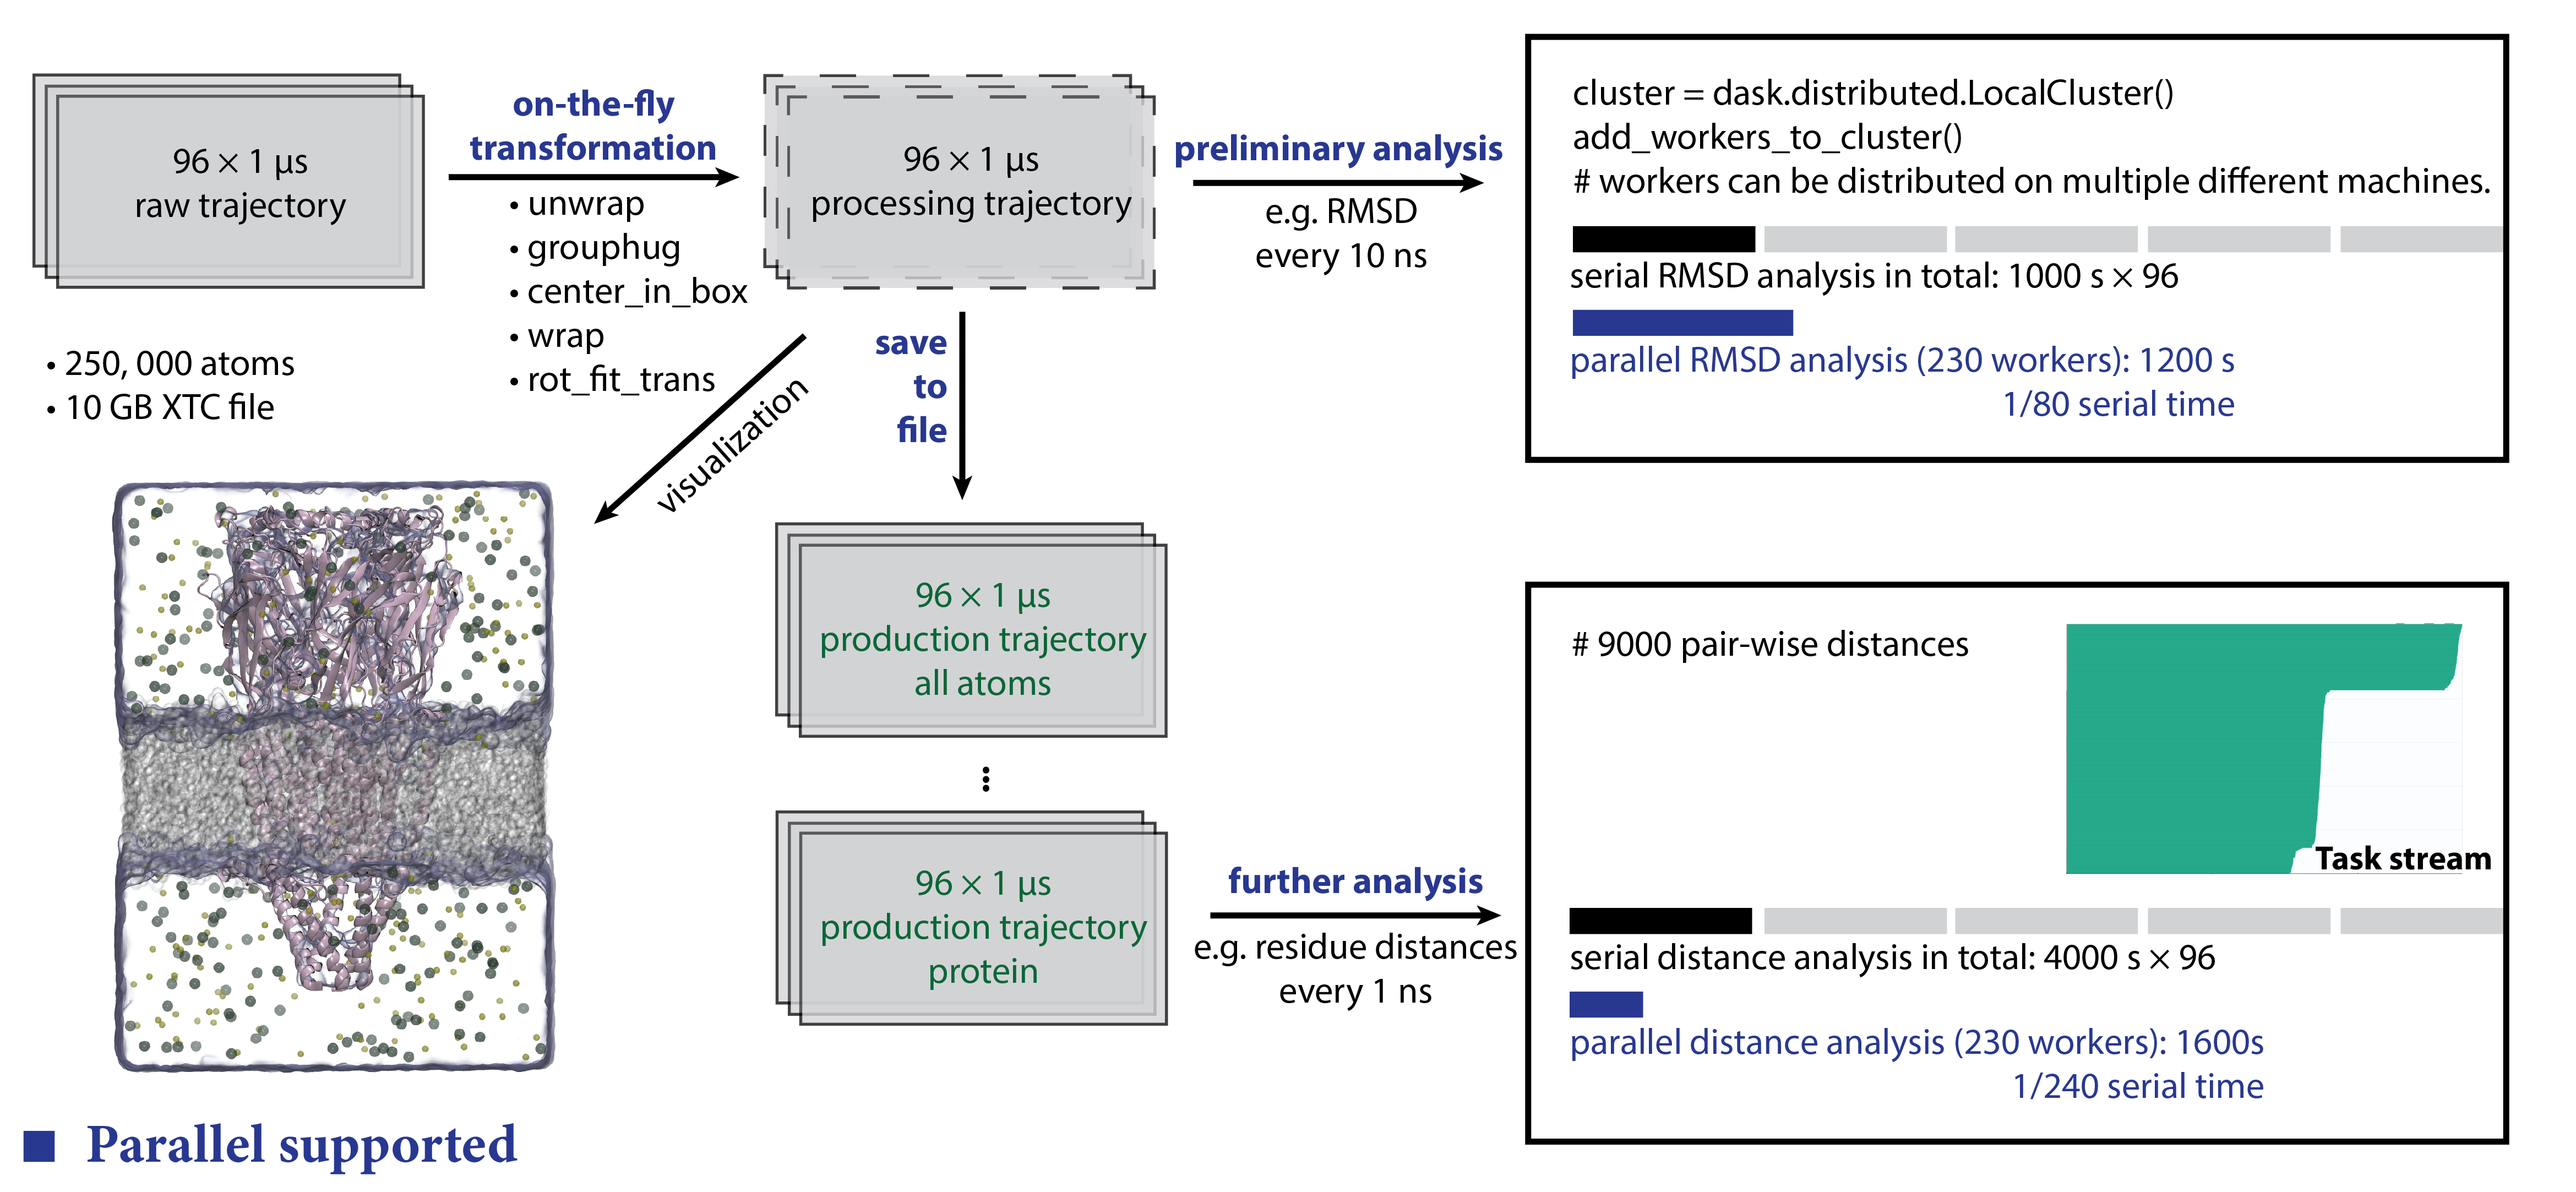 96 × 1 µs
raw trajectory
• 250, 000 atoms
• 10 GB XTC file
on-the-fly
transformation
• unwrap
• grouphug
• center_in_box
• wrap
• rot_fit_trans
96 × 1 µs
processing trajectory
preliminary analysis
e.g. RMSD
every 10 ns
cluster = dask.distributed.LocalCluster()
add_workers_to_cluster()
# workers can be distributed on multiple different machines.
serial RMSD analysis in total: 1000 s × 96
parallel RMSD analysis (230 workers): 1200 s
1/80 serial time
visualization
save
to
file
96 × 1 µs
production trajectory
all atoms
96 × 1 µs
production trajectory
protein
further analysis
e.g. residue distances
every 1 ns
# 9000 pair-wise distances
Task stream
serial distance analysis in total: 4000 s × 96
parallel distance analysis (230 workers): 1600s
1/240 serial time
Parallel supported